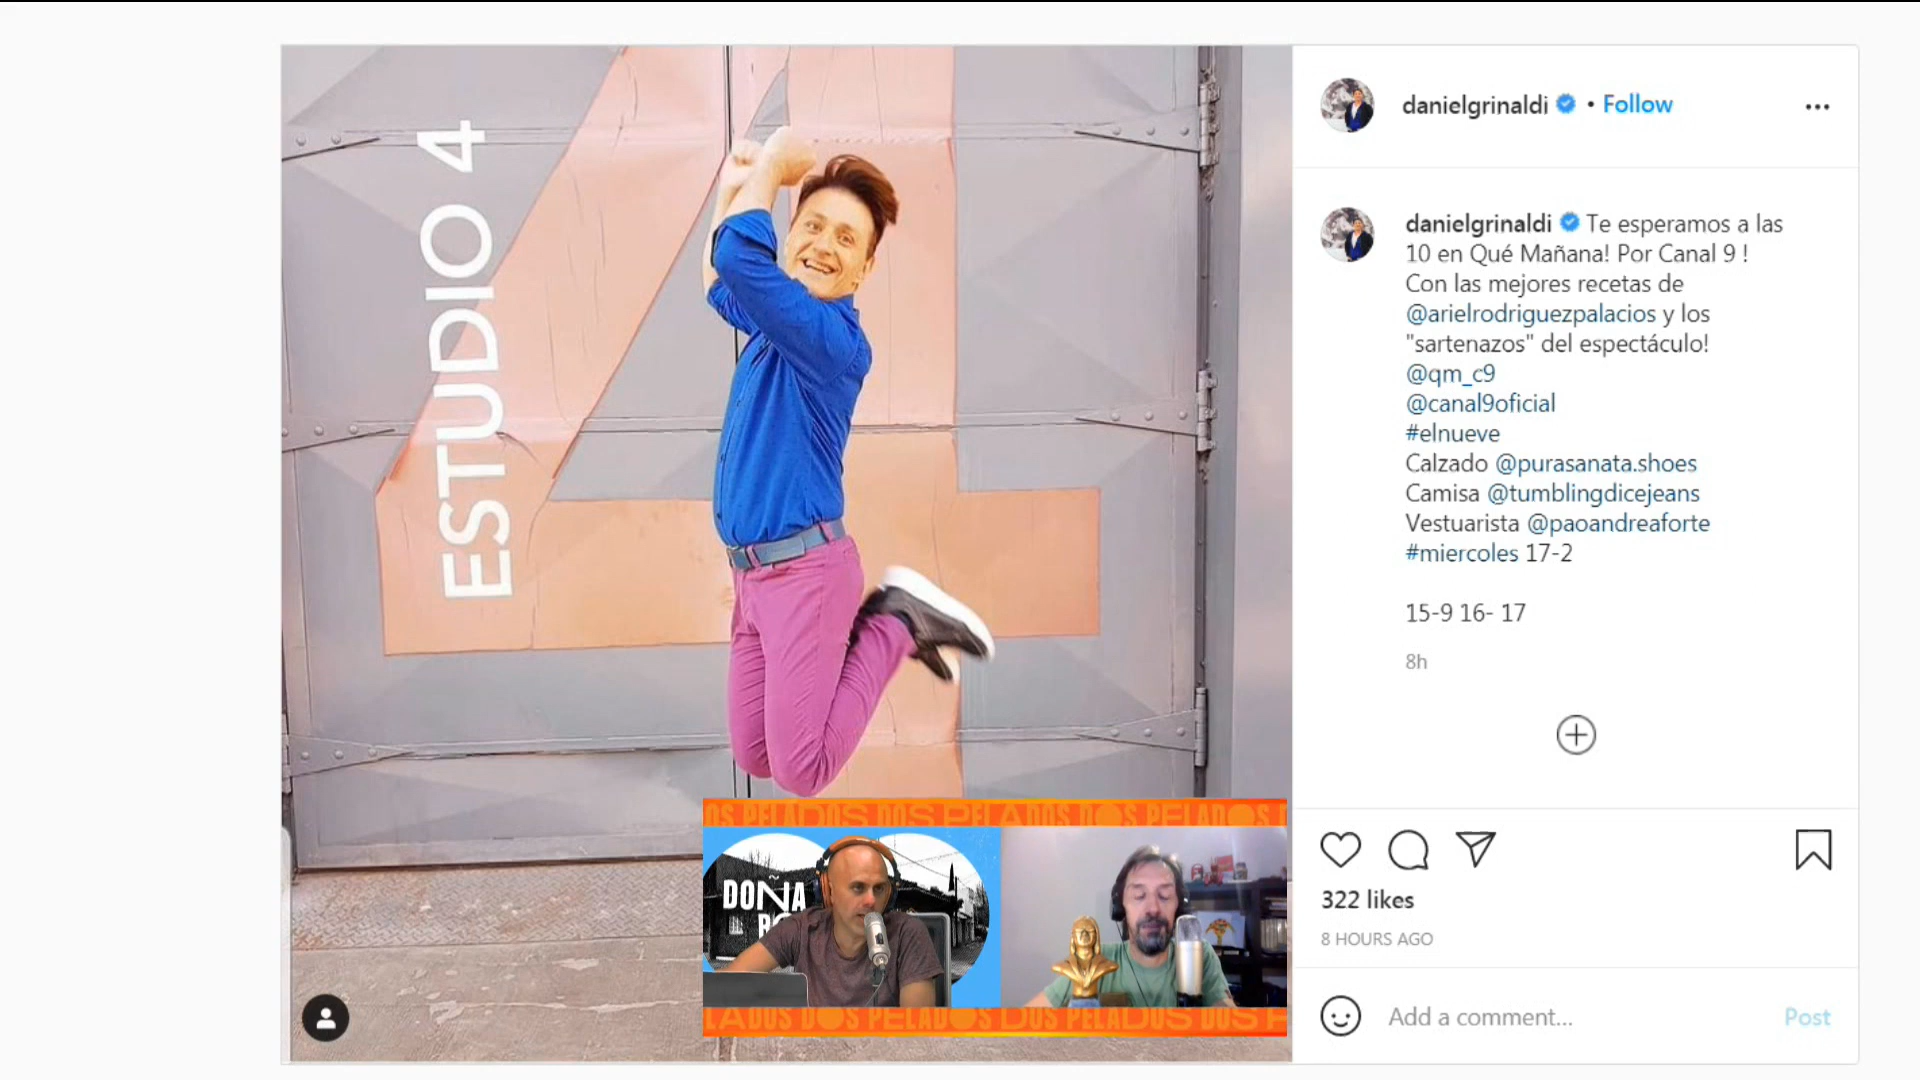 ESTUDIO 4
danielgrinaldi • Follow
danielgrinaldi Te esperamos a las
10 en Qué Mañana! Por Canal 9 !
Con las mejores recetas de
@arielrodriguezpalacios y los
"sartenazos" del espectáculo!
@qm_c9
@canal9oficial
#elnueve
Calzado @purasanata.shoes
Camisa @tumblingdicejeans
Vestuarista @paoandreaforte
#miercoles 17-2
15-9 16- 17
8h
322 likes
8 HOURS AGO
Add a comment...
Post
OS PELADOS DOS PELADOS DOS PELADOS D
DOÑA
LADOS DOS PELADOS DOS PELADOS DOS P